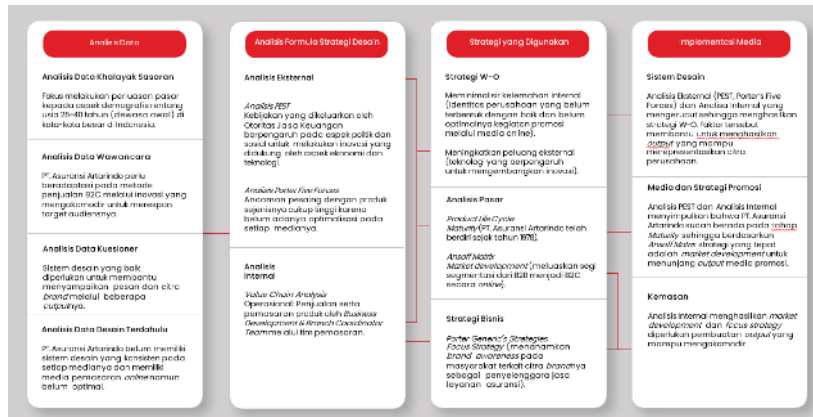 Analisis Data
Analisis Data Khalayak Sasaran
Fokus melakukan perluasan pasar
kepada aspek demografis rentang
usia 25-40 tahun (dewasa awal) di
kota-kota besar di Indonesia.
Analisis Data Wawancara
PT. Asuransi Artarindo perlu
beradaptasi pada metode
penjualan B2C melalui inovasi yang
mengakomodir untuk merespon
target audiensnya.
Analisis Data Kuesioner
Sistem desain yang baik
diperlukan untuk membantu
menyampaikan pesan dan citra
brand melalui beberapa
outputnya.
Analisis Data Desain Terdahulu
PT. Asuransi Artarindo belum memiliki
sistem desain yang konsisten pada
setiap medianya dan memiliki
media pemasaran online namun
belum optimal.
Analisis Formula Strategi Desain
Analisis Eksternal
Analisis PEST
Kebijakan yang dikeluarkan oleh
Otoritas Jasa Keuangan
berpengaruh pada aspek politik dan
sosial untuk melakukan inovasi yang
didukung oleh aspek ekonomi dan
teknologi.
Analisis Porter Five Forces
Ancaman pesaing dengan produk
sejenisnya cukup tinggi karena
belum adanya optimalisasi pada
setiap medianya.
Analisis
Internal
Value Chain Analysis
Operasional: Penjualan serta
pemasaran produk oleh Business
Development & Branch Coordinator
Team melalui tim pemasaran.
Strategi yang Digunakan
Strategi W-O
Meminimalisir kelemahan internal
(identitas perusahaan yang belum
terbentuk dengan baik dan belum
optimalnya kegiatan promosi
melalui media online).
Meningkatkan peluang eksternal
(teknologi yang berpengaruh
untuk mengembangkan inovasi).
Analisis Pasar
Product Life Cycle
Maturity (PT. Asuransi Artarindo telah
berdiri sejak tahun 1978).
Ansoff Matrix
Market development (meluaskan segi
segmentasi dari B2B menjadi B2C
secara online).
Strategi Bisnis
Porter Generic's Strategies
Focus Strategy (menanamkan
brand awareness pada
masyarakat terkait citra brandnya
sebagai penyelenggara jasa
layanan asuransi).
Implementasi Media
Sistem Desain
Analisis Eksternal (PEST, Porter's Five
Forces) dan Analisa Internal yang
mengerucut sehingga menghasilkan
strategi W-O. Faktor tersebut
membantu untuk menghasilkan
output yang mampu
merepresentasikan citra
perusahaan.
Media dan Strategi Promosi
Analisis PEST dan Analisis Internal
menyimpulkan bahwa PT. Asuransi
Artarindo sudah berada pada tahap
Maturity sehingga berdasarkan
Ansoff Matrix strategi yang tepat
adalah market development untuk
menunjang output media promosi.
Kemasan
Analisis Internal menghasilkan market
development dan focus strategy
diperlukan pembuatan output yang
mampu mengakomodir